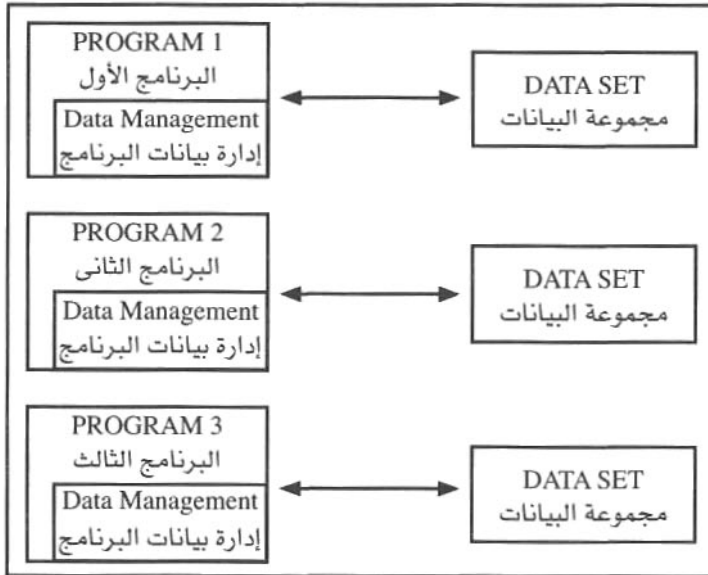 PROGRAM 1
البرنامج الأول
Data Management
إدارة بيانات البرنامج
DATA SET
مجموعة البيانات
PROGRAM 2
البرنامج الثانى
Data Management
إدارة بيانات البرنامج
DATA SET
مجموعة البيانات
PROGRAM 3
البرنامج الثالث
Data Management
إدارة بيانات البرنامج
DATA SET
مجموعة البيانات